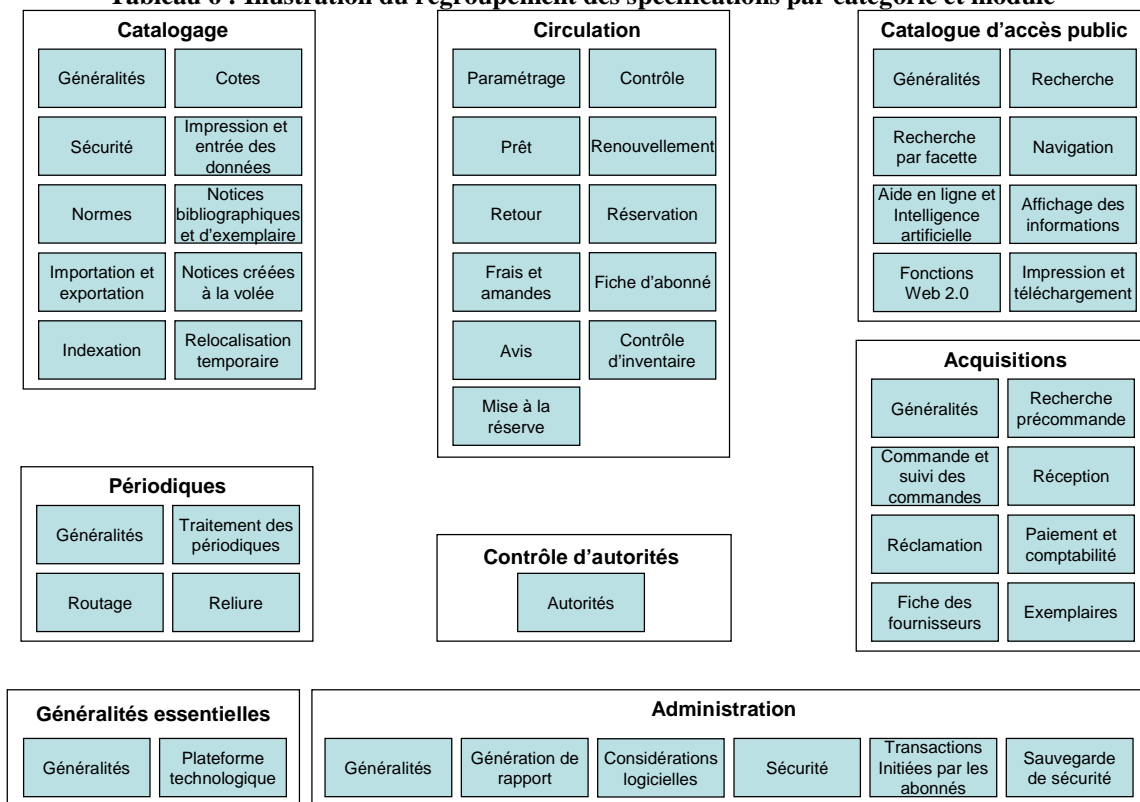 Tableau 6 : Illustration du regroupement des spécifications par catégorie et module
Catalogage
Généralités
Cotes
Sécurité
Impression et
entrée des
données
Normes
Notices
bibliographiques
et d'exemplaire
Importation et
exportation
Notices créées
à la volée
Indexation
Relocalisation
temporaire
Circulation
Paramétrage
Contrôle
Prêt
Renouvellement
Retour
Réservation
Frais et
amandes
Fiche d'abonné
Avis
Contrôle
d'inventaire
Mise à la
réserve
Catalogue d'accès public
Généralités
Recherche
Recherche
par facette
Navigation
Aide en ligne et
Intelligence
artificielle
Affichage des
informations
Fonctions
Web 2.0
Impression et
téléchargement
Acquisitions
Généralités
Recherche
précommande
Commande et
suivi des
commandes
Réception
Réclamation
Paiement et
comptabilité
Fiche des
fournisseurs
Exemplaires
Périodiques
Généralités
Traitement des
périodiques
Routage
Reliure
Contrôle d'autorités
Autorités
Généralités essentielles
Généralités
Plateforme
technologique
Administration
Généralités
Génération de
rapport
Considérations
logicielles
Sécurité
Transactions
Initiées par les
abonnés
Sauvegarde
de sécurité